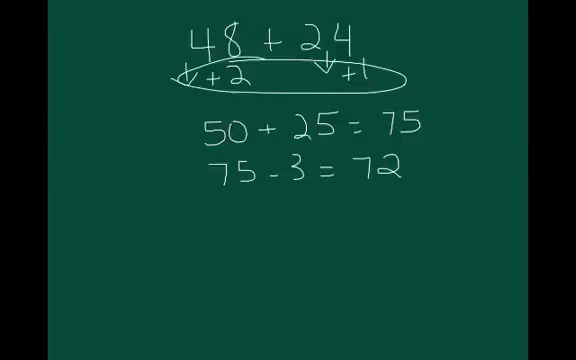 48 + 24
+2 +1
50 + 25 = 75
75 - 3 = 72